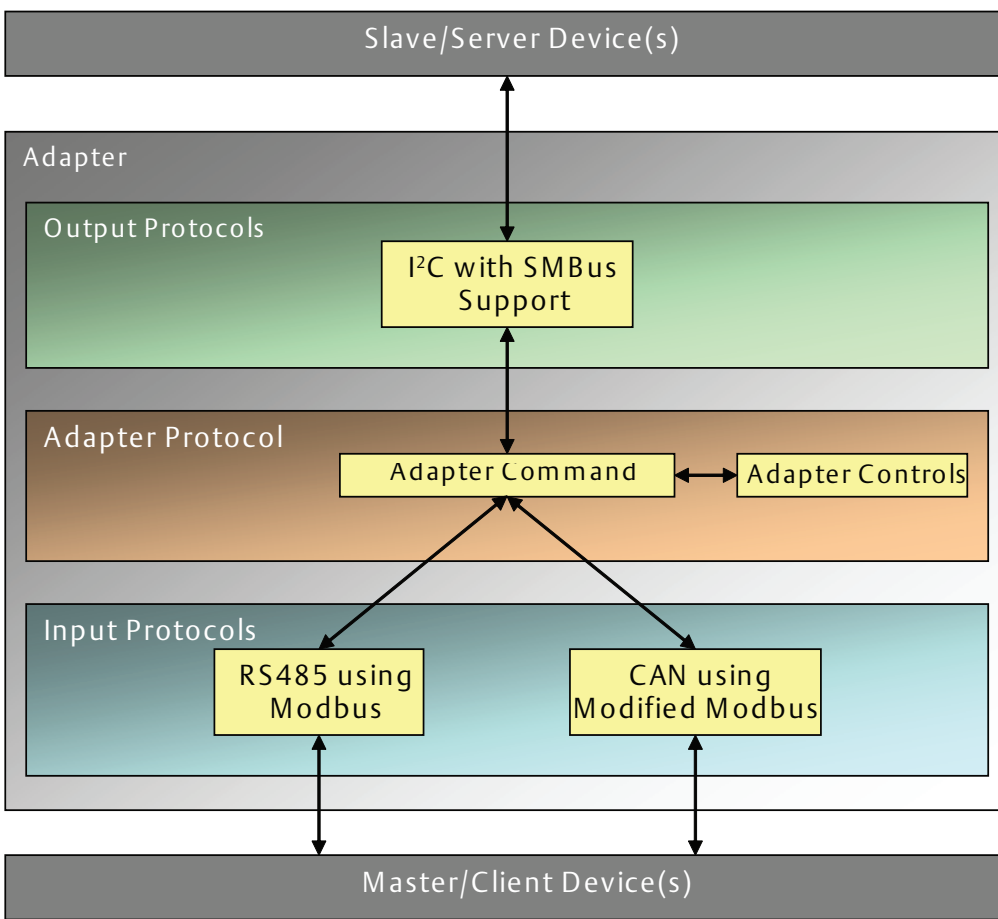 Slave/Server Device(s)
Adapter
Output Protocols
I²C with SMBus
Support
Adapter Protocol
Adapter Command
Adapter Controls
Input Protocols
RS485 using
Modbus
CAN using
Modified Modbus
Master/Client Device(s)